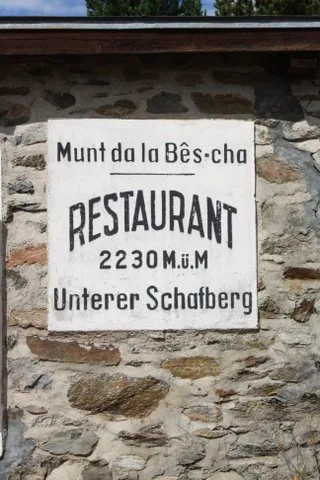 Munt da la Bês-cha
RESTAURANT
2230 M.ü.M
Unterer Schafberg